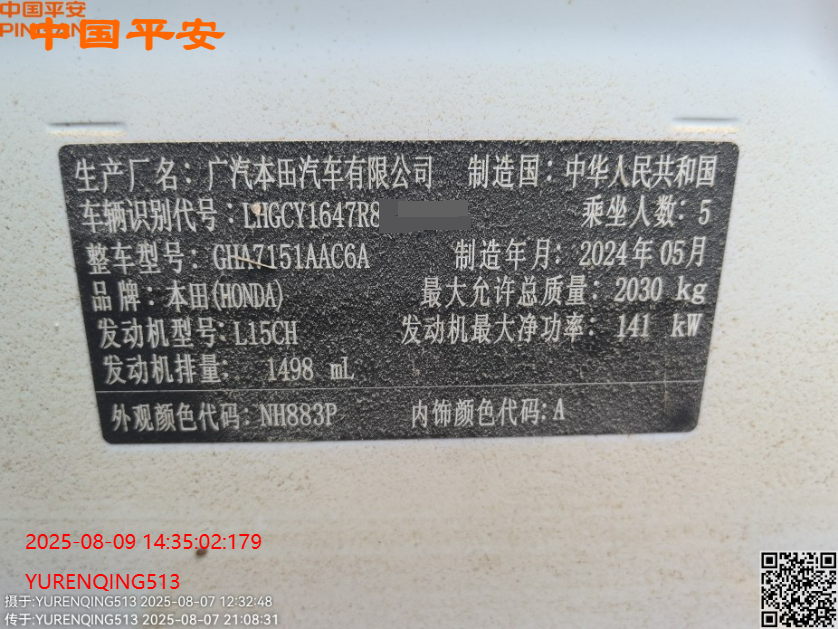 中国平安
中国平安
生产厂名：广汽本田汽车有限公司 制造国：中华人民共和国
车辆识别代号：LHGCY1647R8 乘坐人数：5
整车型号：GHA7151AAC6A 制造年月：2024年05月
品牌：本田(HONDA) 最大允许总质量：2030 kg
发动机型号：L15CH 发动机最大净功率：141 kW
发动机排量： 1498 mL
外观颜色代码：NH883P 内饰颜色代码：A
2025-08-09 14:35:02:179
YURENQING513
摄于:YURENQING513 2025-08-07 12:32:48
传于:YURENQING513 2025-08-07 21:08:31